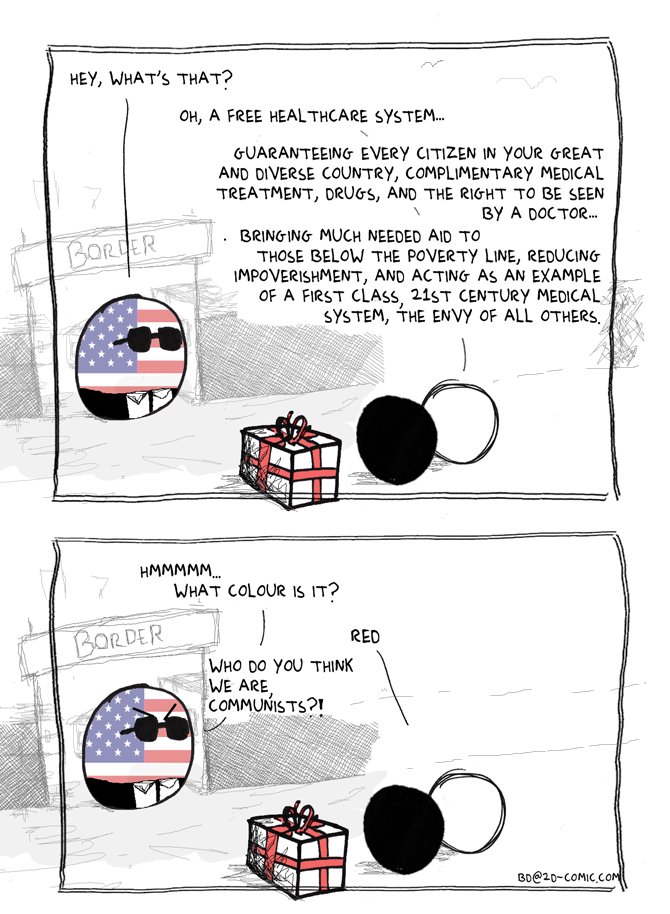 HEY, WHAT'S THAT?
OH, A FREE HEALTHCARE SYSTEM...
GUARANTEEING EVERY CITIZEN IN YOUR GREAT
AND DIVERSE COUNTRY, COMPLIMENTARY MEDICAL
TREATMENT, DRUGS, AND THE RIGHT TO BE SEEN
BY A DOCTOR...
BRINGING MUCH NEEDED AID TO
THOSE BELOW THE POVERTY LINE, REDUCING
IMPOVERISHMENT, AND ACTING AS AN EXAMPLE
OF A FIRST CLASS, 21ST CENTURY MEDICAL
SYSTEM, THE ENVY OF ALL OTHERS.
BORDER
HMMMMM...
WHAT COLOUR IS IT?
RED
WHO DO YOU THINK
WE ARE,
COMMUNISTS?!
BORDER
BD@2D-COMIC.COM